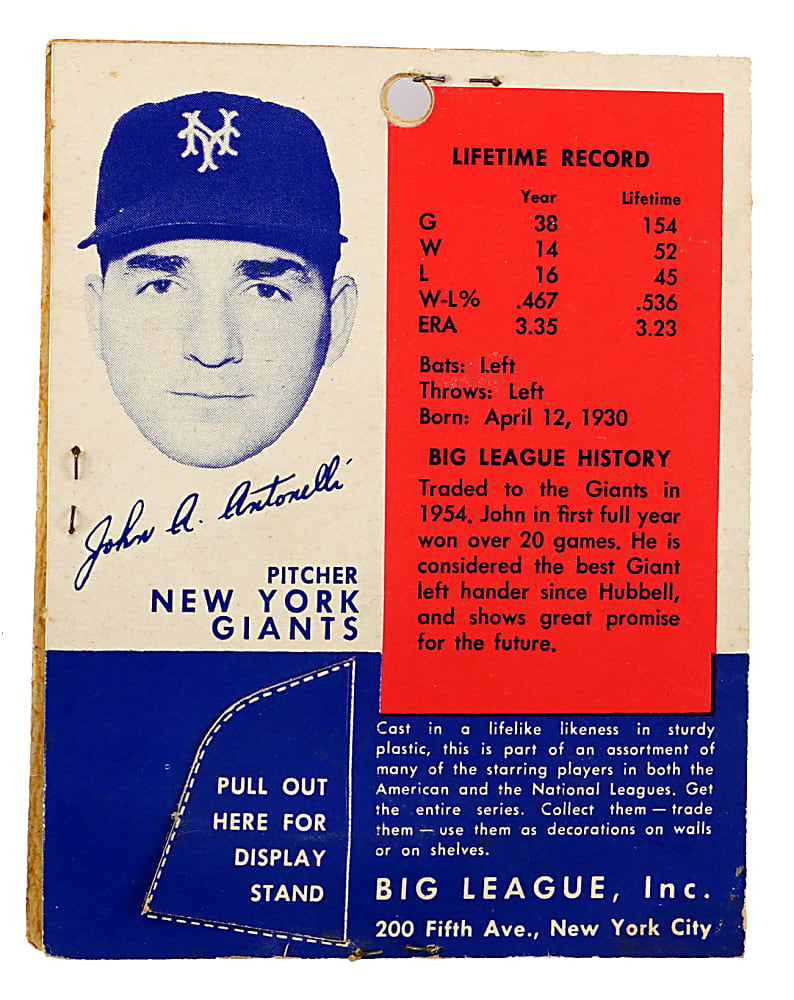 NY
John A. Antonelli
PITCHER
NEW YORK
GIANTS
LIFETIME RECORD
Year Lifetime
G 38 154
W 14 52
L 16 45
W-L% .467 .536
ERA 3.35 3.23
Bats: Left
Throws: Left
Born: April 12, 1930
BIG LEAGUE HISTORY
Traded to the Giants in
1954. John in first full year
won over 20 games. He is
considered the best Giant
left hander since Hubbell,
and shows great promise
for the future.
PULL OUT
HERE FOR
DISPLAY
STAND
Cast in a lifelike likeness in sturdy
plastic, this is part of an assortment of
many of the starring players in both the
American and the National Leagues. Get
the entire series. Collect them — trade
them — use them as decorations on walls
or on shelves.
BIG LEAGUE, Inc.
200 Fifth Ave., New York City